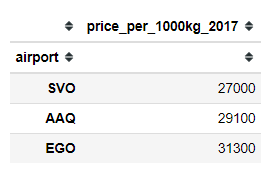 price_per_1000kg_2017
airport
SVO 27000
AAQ 29100
EGO 31300